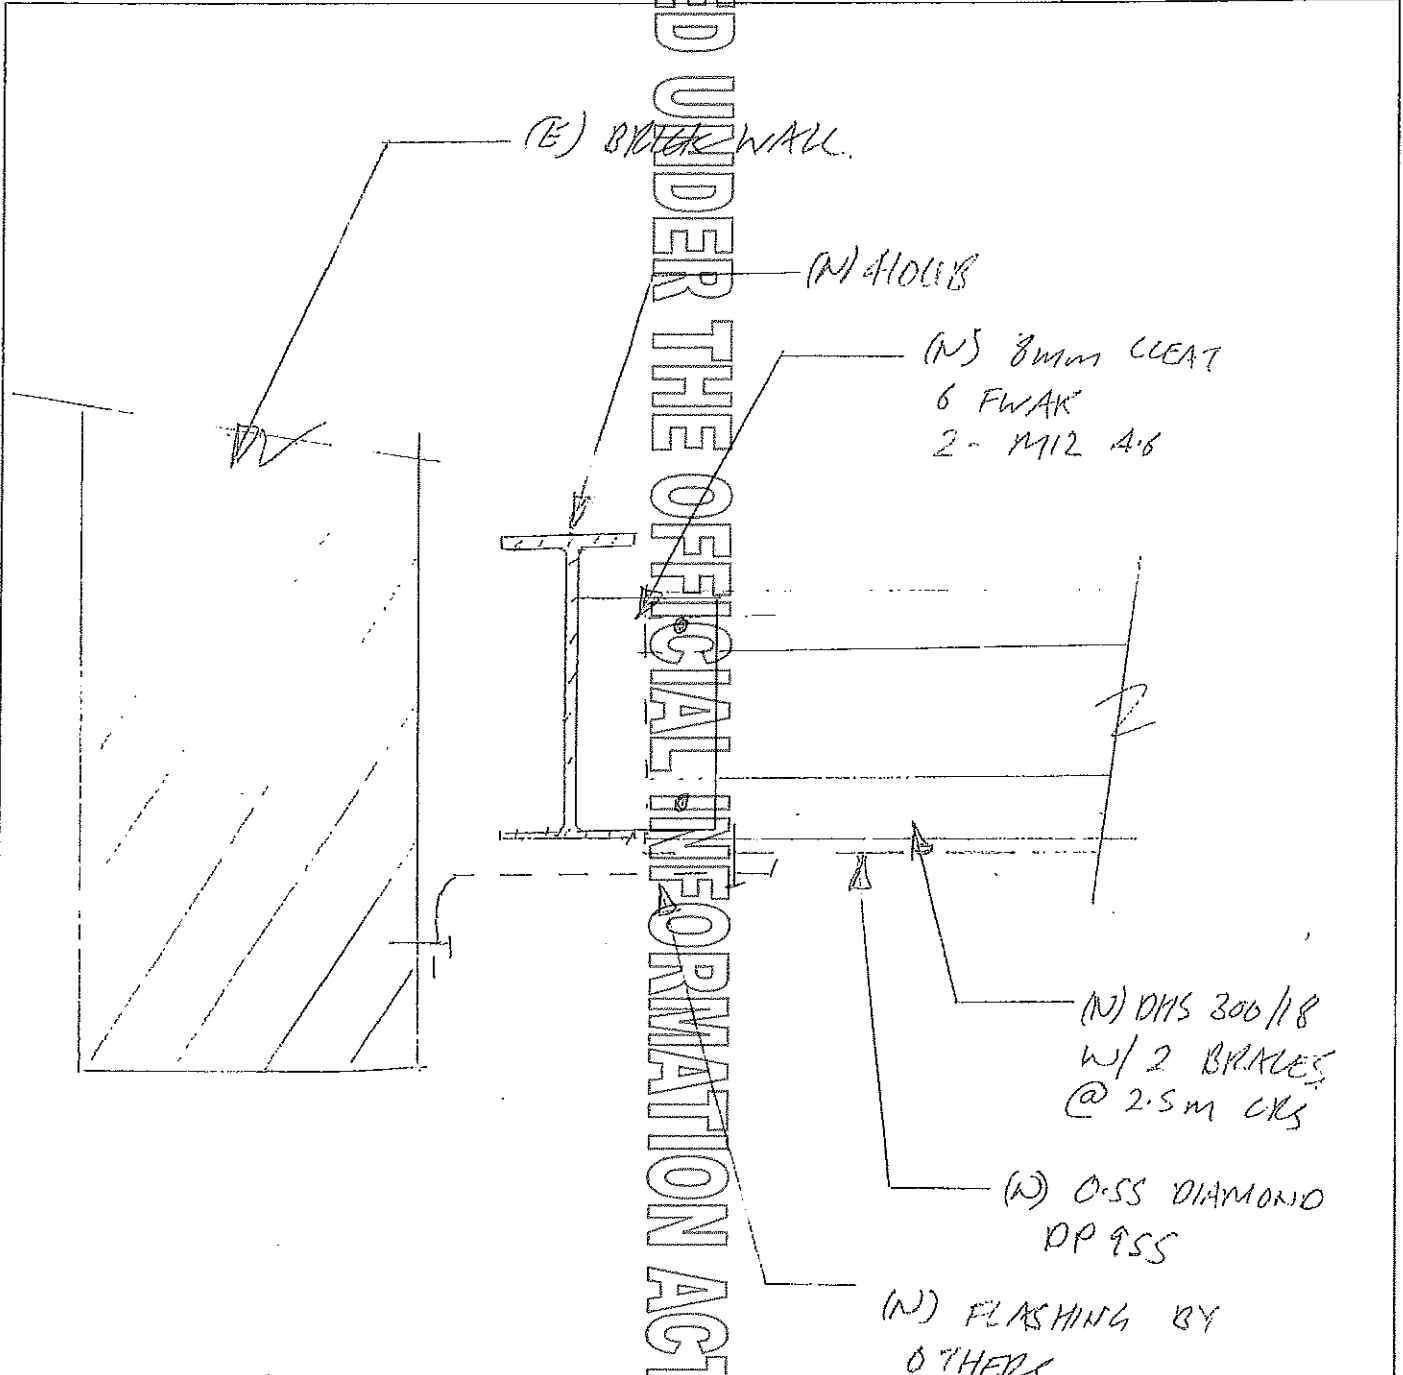 (E) BRICK WALL.
(N) 410UB
(N) 8mm CLEAT
6 FWAR
2 - M12 4.6
(N) DHS 300/18
W/ 2 BRACES
@ 2.5m CRS
(N) 0.55 DIAMOND
DP 955
(N) FLASHING BY
OTHERS
ED UNDER THE OFFICIAL INFORMATION ACT